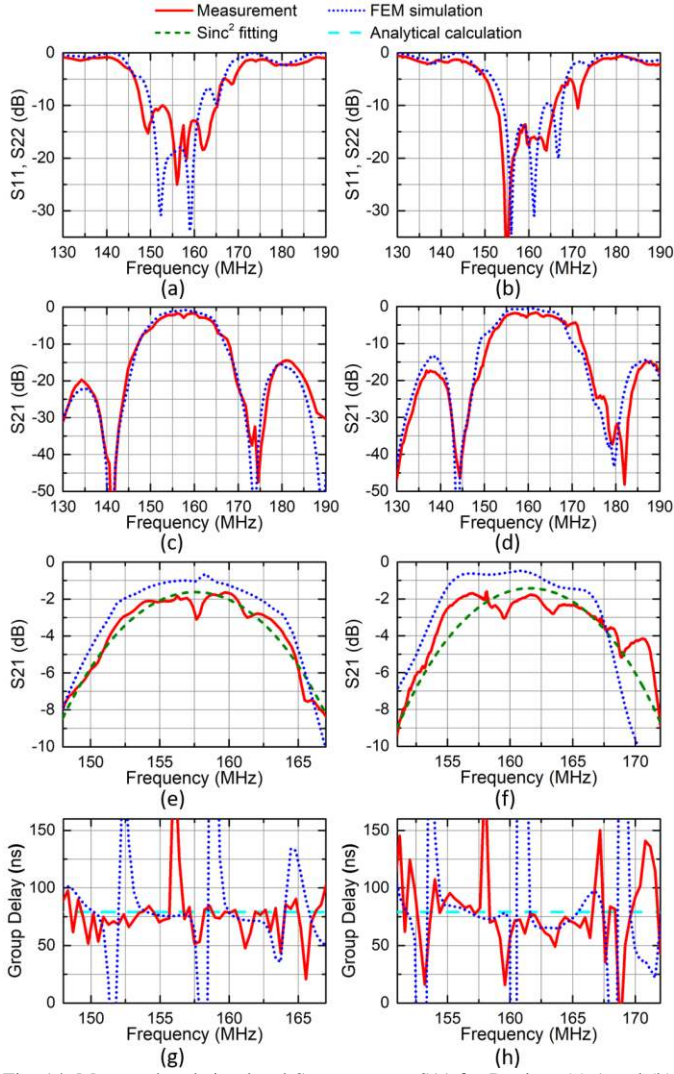 Measurement FEM simulation
Sinc² fitting Analytical calculation
0
-10
-20
-30
S11, S22 (dB)
130 140 150 160 170 180 190
Frequency (MHz)
(a)
0
-10
-20
-30
S11, S22 (dB)
130 140 150 160 170 180 190
Frequency (MHz)
(b)
0
-10
-20
-30
-40
-50
S21 (dB)
130 140 150 160 170 180 190
Frequency (MHz)
(c)
0
-10
-20
-30
-40
-50
S21 (dB)
130 140 150 160 170 180 190
Frequency (MHz)
(d)
0
-2
-4
-6
-8
-10
S21 (dB)
150 155 160 165
Frequency (MHz)
(e)
0
-2
-4
-6
-8
-10
S21 (dB)
155 160 165 170
Frequency (MHz)
(f)
150
100
50
0
Group Delay (ns)
150 155 160 165
Frequency (MHz)
(g)
150
100
50
0
Group Delay (ns)
155 160 165 170
Frequency (MHz)
(h)